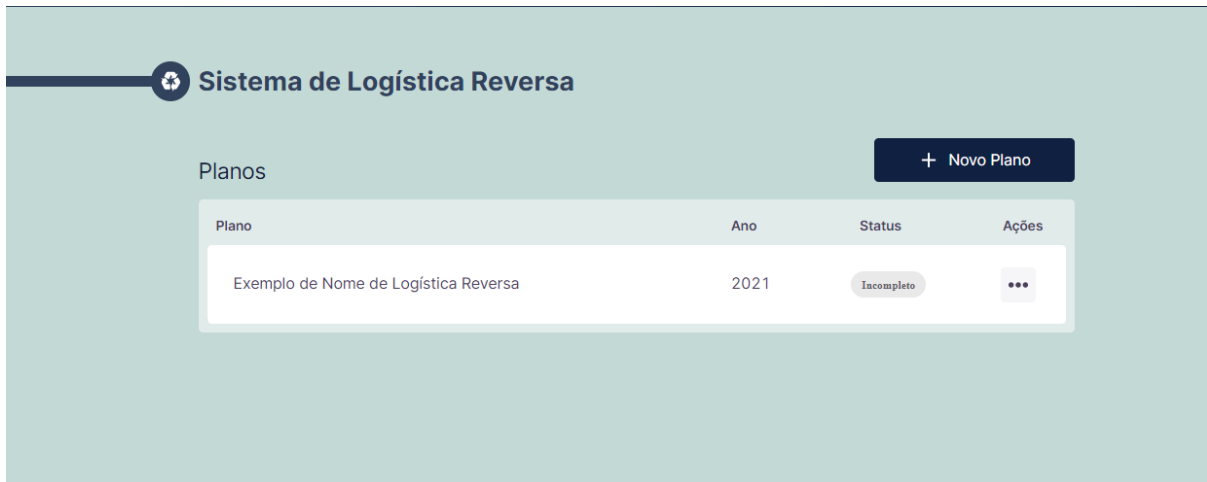 Sistema de Logística Reversa
Planos
+ Novo Plano
Plano Ano Status Ações
Exemplo de Nome de Logística Reversa 2021 Incompleto •••